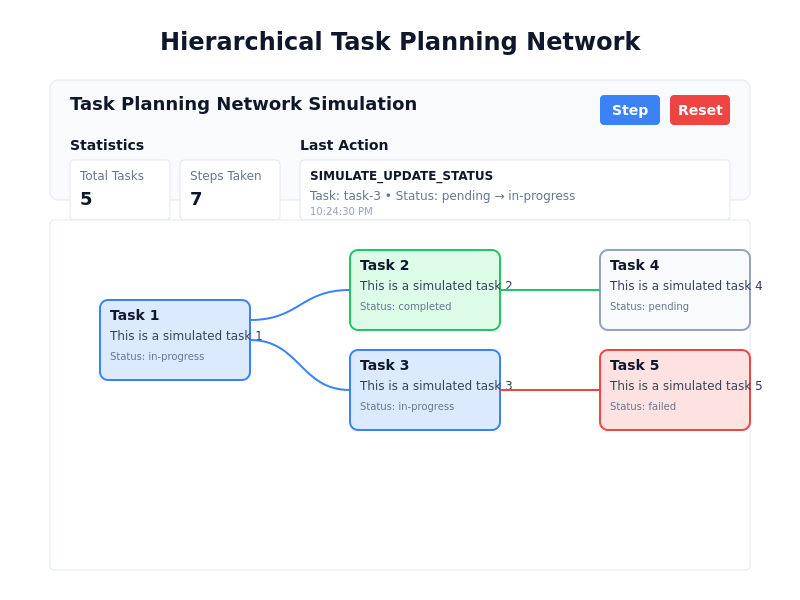 Hierarchical Task Planning Network
Task Planning Network Simulation
Step
Reset
Statistics
Last Action
Total Tasks
5
Steps Taken
7
SIMULATE_UPDATE_STATUS
Task: task-3 • Status: pending → in-progress
10:24:30 PM
Task 1
This is a simulated task 1
Status: in-progress
Task 2
This is a simulated task 2
Status: completed
Task 3
This is a simulated task 3
Status: in-progress
Task 4
This is a simulated task 4
Status: pending
Task 5
This is a simulated task 5
Status: failed